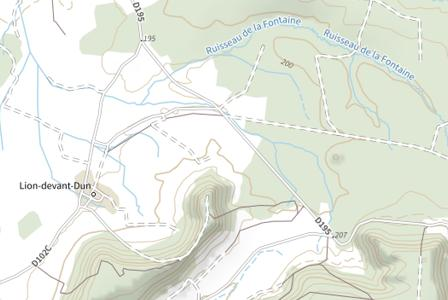 D195
195
Ruisseau de la Fontaine
Ruisseau de la Fontaine
200
Lion-devant-Dun
D195
207
D102C